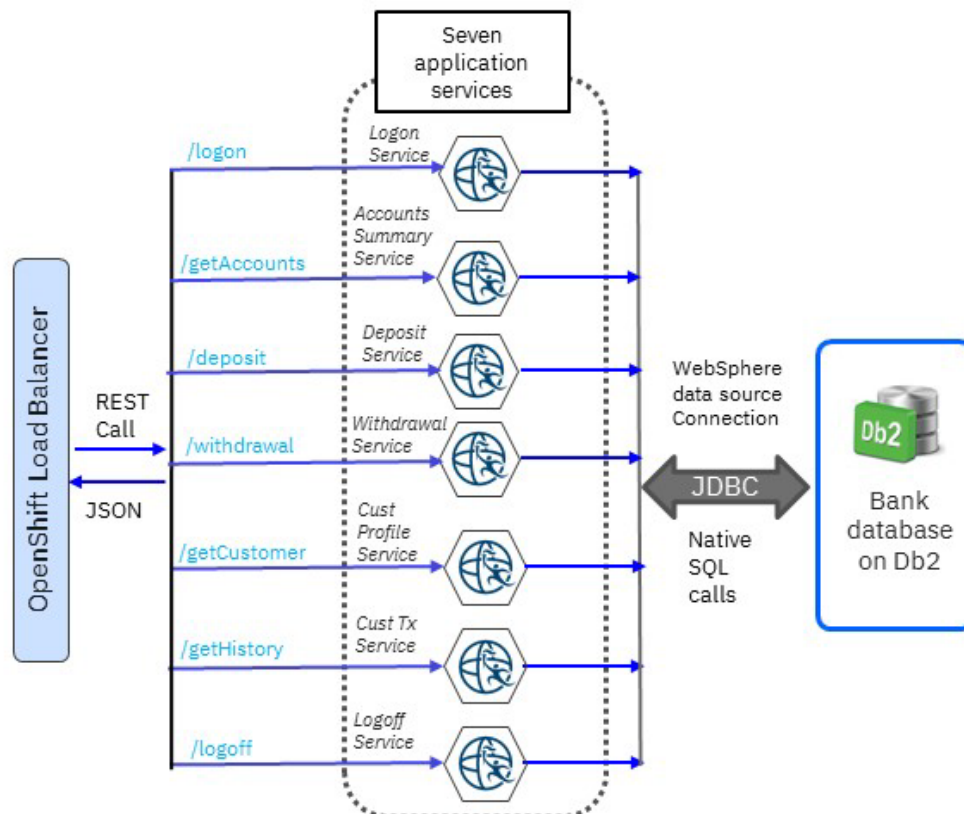 Seven
application
services
OpenShift Load Balancer
REST
Call
JSON
/logon
Logon
Service
/getAccounts
Accounts
Summary
Service
/deposit
Deposit
Service
/withdrawal
Withdrawal
Service
/getCustomer
Cust
Profile
Service
/getHistory
Cust Tx
Service
/logoff
Logoff
Service
WebSphere
data source
Connection
JDBC
Native
SQL
calls
Db2
Bank
database
on Db2